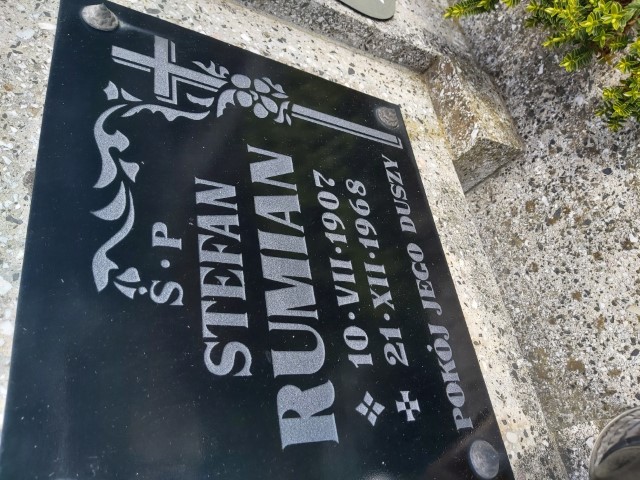 Ś·P
STEFAN
RUMIAN
10·VII·1907
21·XII·1968
POKÓJ JEGO DUSZY